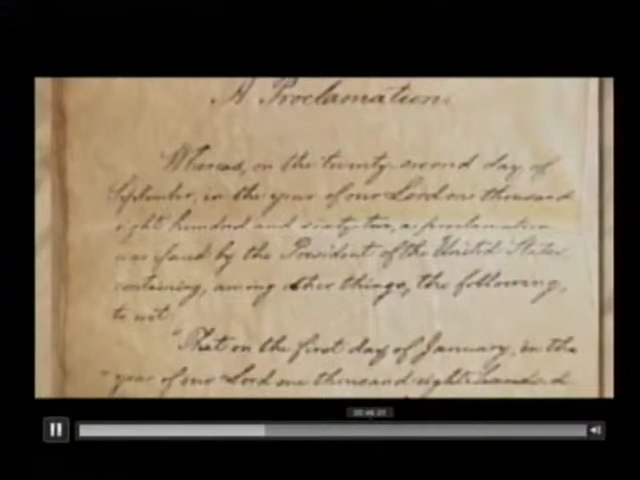 A Proclamation.
Whereas, on the twenty-second day of
September, in the year of our Lord one thousand
eight hundred and sixty two, a proclamation
was issued by the President of the United States
containing, among other things, the following,
to wit:
"That on the first day of January, in the
year of our Lord one thousand eight hundred